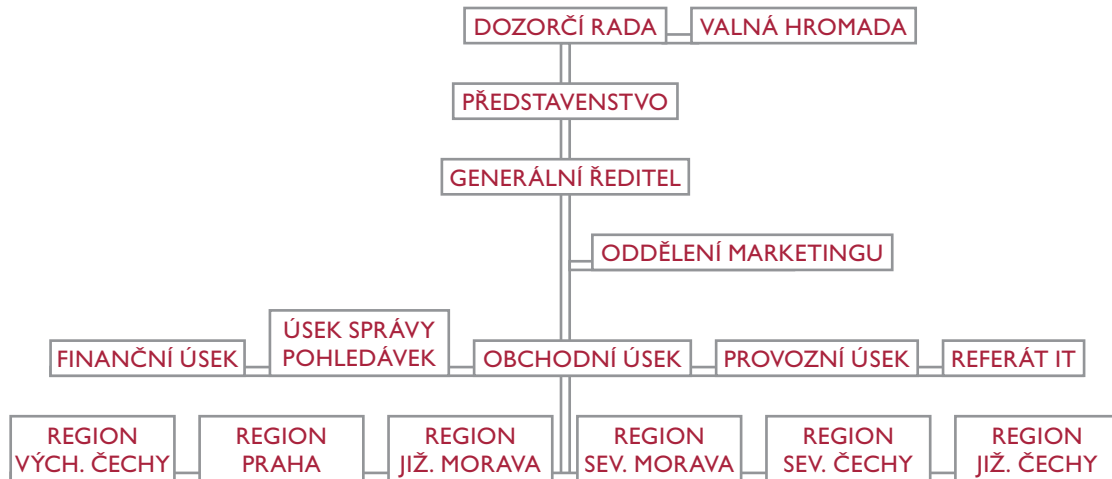 DOZORČÍ RADA
VALNÁ HROMADA
PŘEDSTAVENSTVO
GENERÁLNÍ ŘEDITEL
ODDĚLENÍ MARKETINGU
FINANČNÍ ÚSEK
ÚSEK SPRÁVY
POHLEDÁVEK
OBCHODNÍ ÚSEK
PROVOZNÍ ÚSEK
REFERÁT IT
REGION
VÝCH. ČECHY
REGION
PRAHA
REGION
JIŽ. MORAVA
REGION
SEV. MORAVA
REGION
SEV. ČECHY
REGION
JIŽ. ČECHY